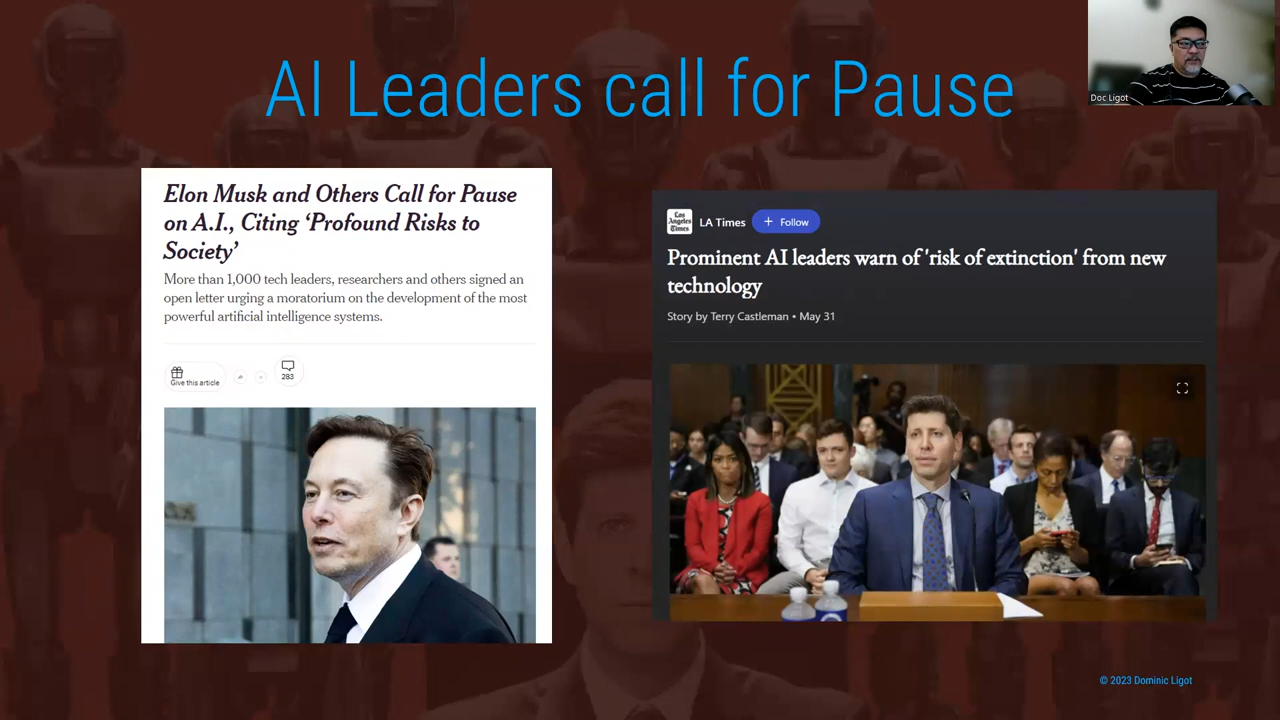 AI Leaders call for Pause
Doc Ligot
Elon Musk and Others Call for Pause
on A.I., Citing ‘Profound Risks to
Society’
More than 1,000 tech leaders, researchers and others signed an
open letter urging a moratorium on the development of the most
powerful artificial intelligence systems.
Give this article
283
Los Angeles Times
LA Times
+ Follow
Prominent AI leaders warn of 'risk of extinction' from new
technology
Story by Terry Castleman • May 31
© 2023 Dominic Ligot